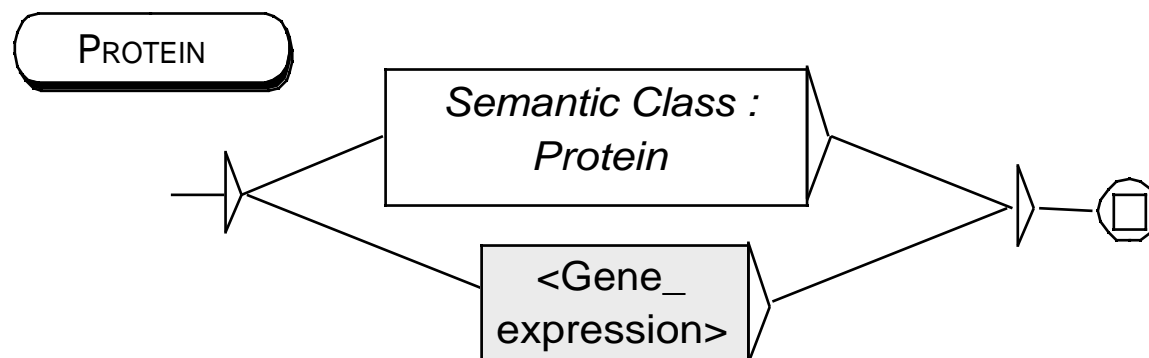 PROTEIN
Semantic Class :
Protein
<Gene_
expression>